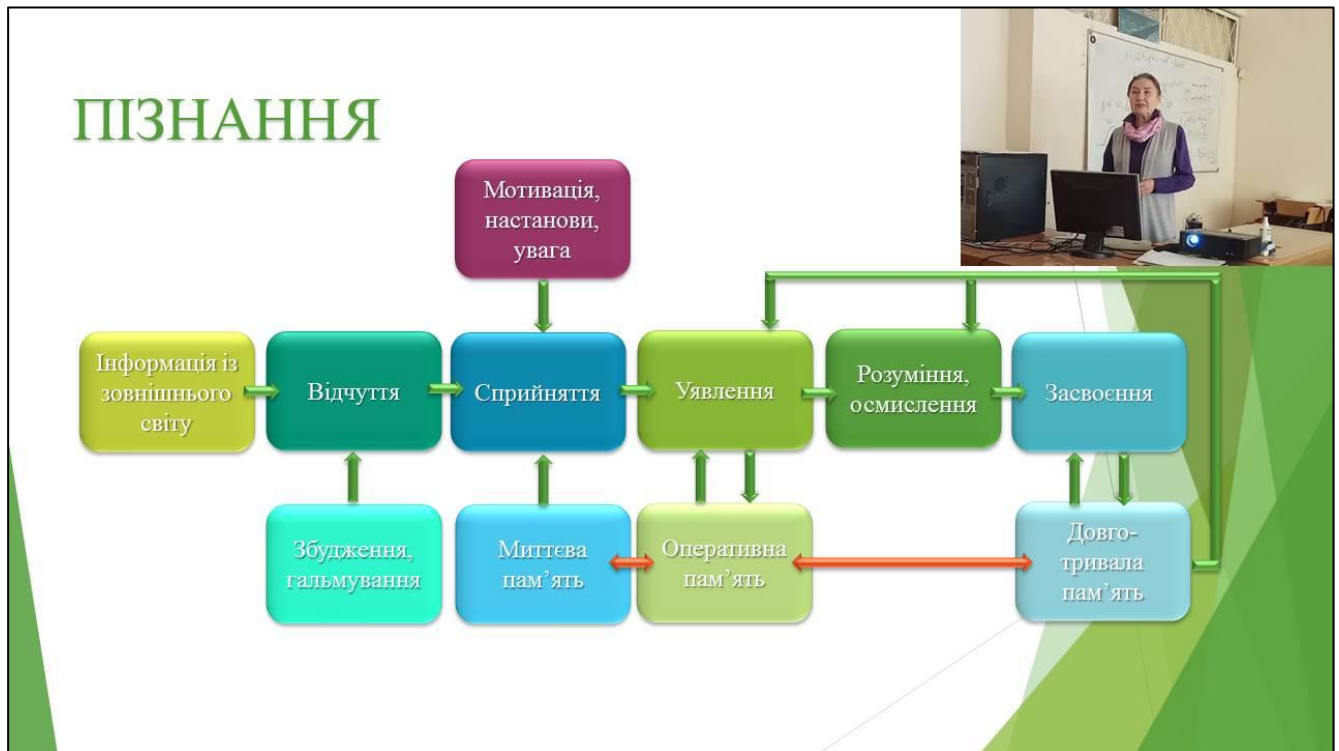 ПІЗНАННЯ
Мотивація,
настанови,
увага
Інформація із
зовнішнього
світу
Відчуття
Сприйняття
Уявлення
Розуміння,
осмислення
Засвоєння
Збудження,
гальмування
Миттєва
пам’ять
Оперативна
пам’ять
Довго-
тривала
пам’ять